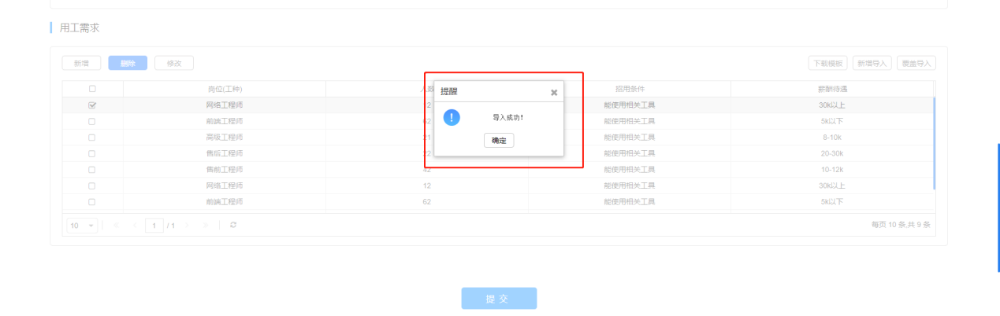 用工需求
新增 删除 修改 下载模板 新增导入 覆盖导入
岗位(工种) 人数 招用条件 薪酬待遇
网络工程师 12 能使用相关工具 30k以上
前端工程师 62 能使用相关工具 5k以下
高级工程师 21 能使用相关工具 8-10k
售后工程师 22 能使用相关工具 20-30k
售前工程师 42 能使用相关工具 10-12k
网络工程师 12 能使用相关工具 30k以上
前端工程师 62 能使用相关工具 5k以下
提醒
导入成功!
确定
10 1 /1 每页 10 条,共 9 条
提 交